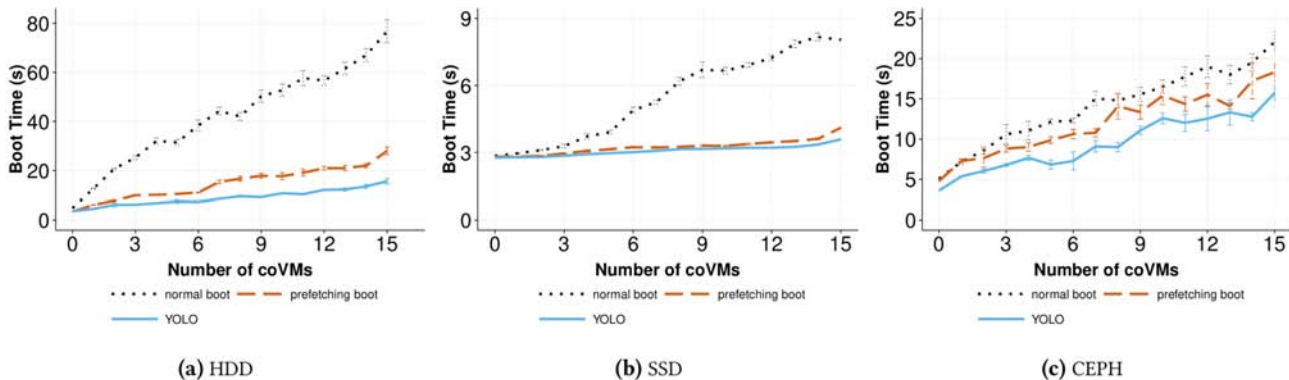 80
60
40
20
0
Boot Time (s)
0 3 6 9 12 15
Number of coVMs
normal boot prefetching boot
YOLO
(a) HDD
9
6
3
0
Boot Time (s)
0 3 6 9 12 15
Number of coVMs
normal boot prefetching boot
YOLO
(b) SSD
25
20
15
10
5
0
Boot Time (s)
0 3 6 9 12 15
Number of coVMs
normal boot prefetching boot
YOLO
(c) CEPH